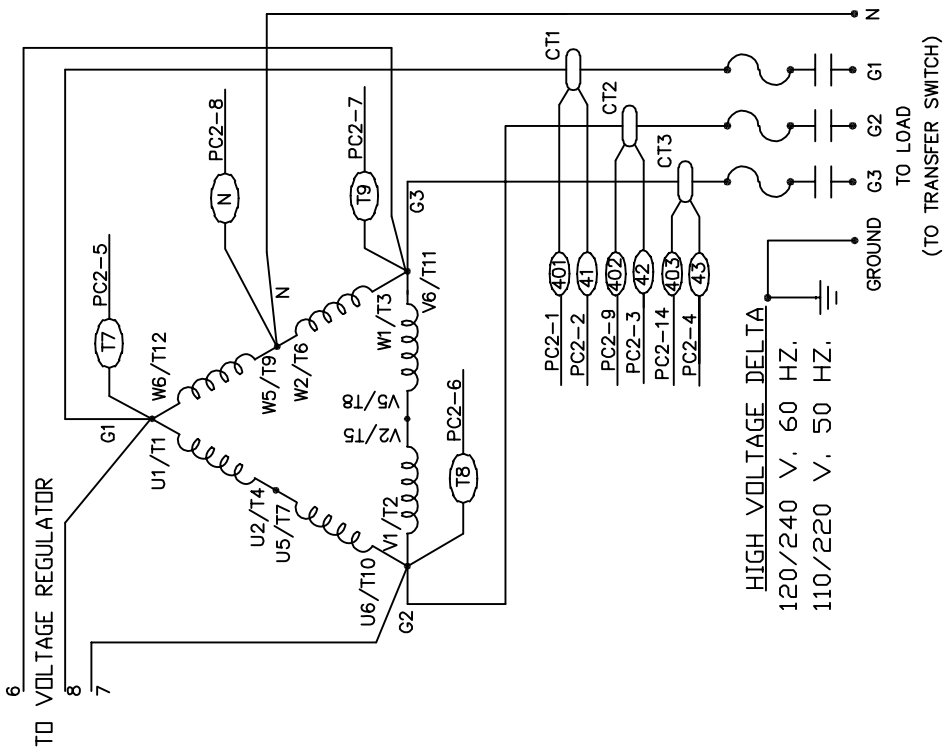 6
TO VOLTAGE REGULATOR
8
7
G1
T7
PC2-5
N
PC2-8
T9
PC2-7
N
W6/T12
W5/T9
W2/T6
W1/T3
V6/T11
G3
U1/T1
U2/T4
U5/T7
U6/T10
G2
V1/T2
V2/T5
V5/T8
T8
PC2-6
CT1
CT2
CT3
PC2-1
401
PC2-2
41
PC2-9
402
PC2-3
42
PC2-14
403
PC2-4
43
N
G1
G2
G3
GROUND
TO LOAD
(TO TRANSFER SWITCH)
HIGH VOLTAGE DELTA
120/240 V. 60 HZ.
110/220 V. 50 HZ.